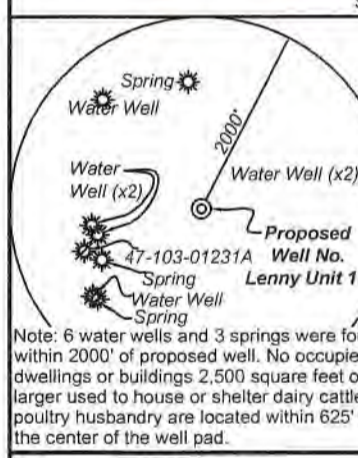 Spring
Water Well
2000'
Water
Well (x2)
Water Well (x2)
Proposed
Well No.
Lenny Unit 1
47-103-01231A
Spring
Water Well
Spring
Note: 6 water wells and 3 springs were
within 2000' of proposed well. No
dwellings or buildings 2,500 square feet
larger used to house or shelter dairy
poultry husbandry are located within 625'
the center of the well pad.